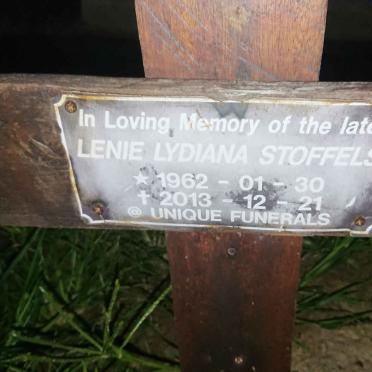 In Loving Memory of the late
LENIE LYDIANA STOFFELS
* 1962 - 01 - 30
† 2013 - 12 - 21
@ UNIQUE FUNERALS